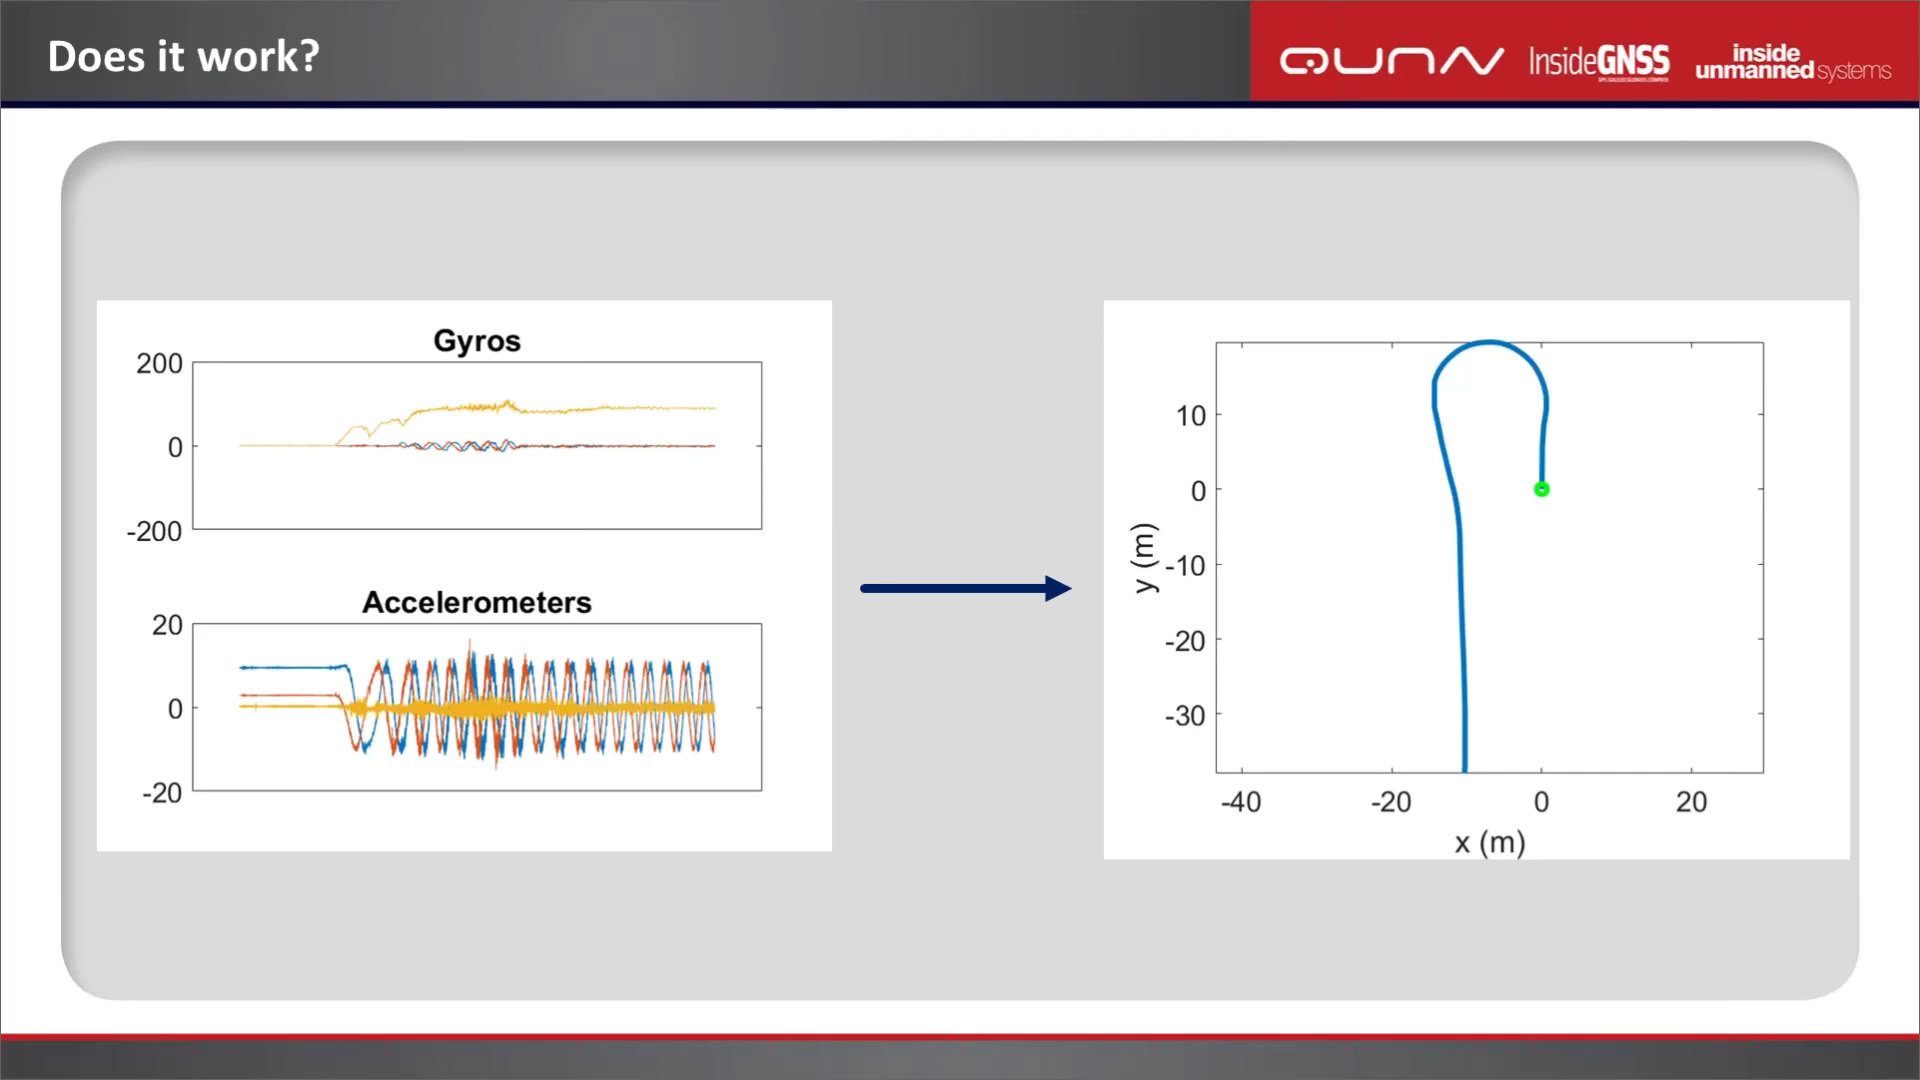 Does it work?
QUNAV
InsideGNSS
inside
unmanned systems
Gyros
200
0
-200
Accelerometers
20
0
-20
10
0
-10
-20
-30
y (m)
-40
-20
0
20
x (m)